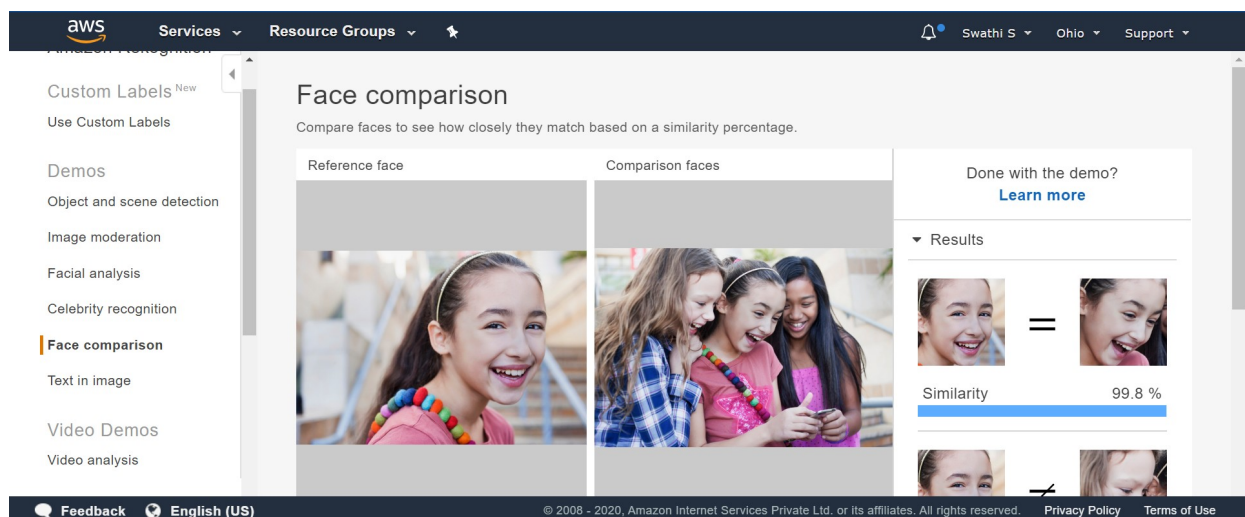 aws
Services
Resource Groups
Swathi S
Ohio
Support
Amazon Rekognition
Custom Labels New
Use Custom Labels
Demos
Object and scene detection
Image moderation
Facial analysis
Celebrity recognition
Face comparison
Text in image
Video Demos
Video analysis
Face comparison
Compare faces to see how closely they match based on a similarity percentage.
Reference face
Comparison faces
Done with the demo?
Learn more
Results
=
Similarity 99.8 %
≠
Feedback
English (US)
© 2008 - 2020, Amazon Internet Services Private Ltd. or its affiliates. All rights reserved.
Privacy Policy
Terms of Use